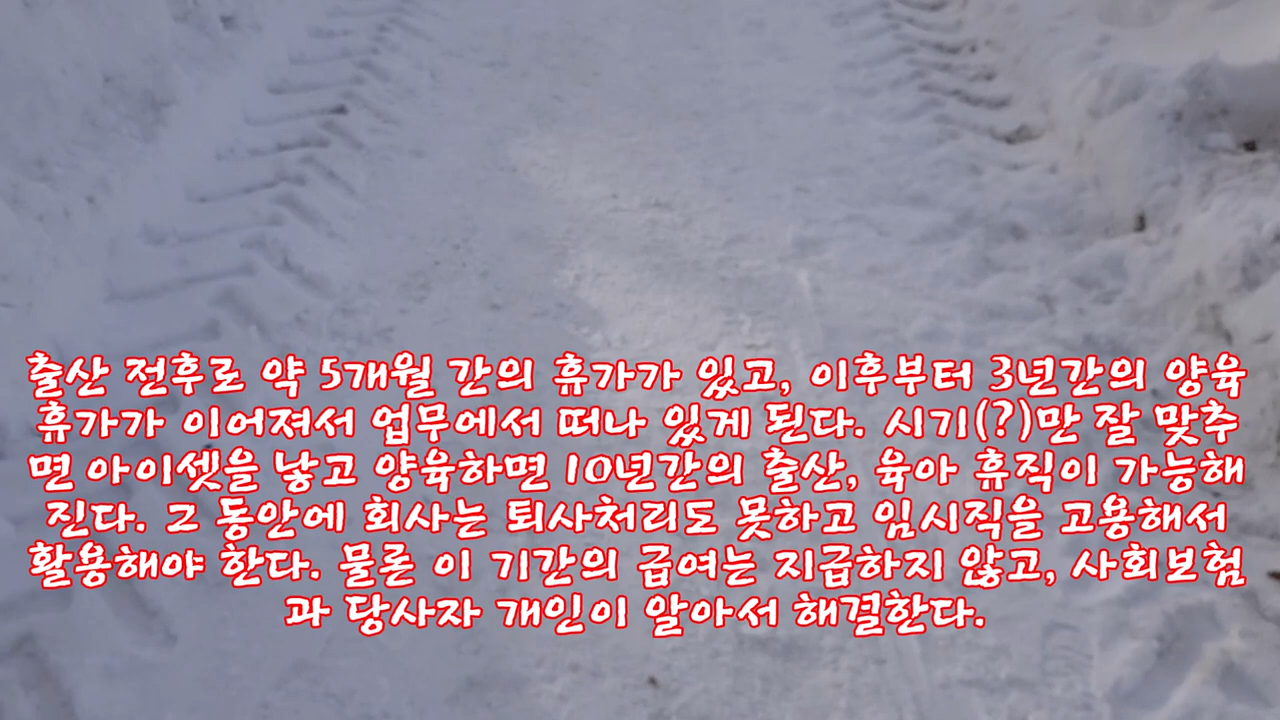 출산 전후로 약 5개월 간의 휴가가 있고, 이후부터 3년간의 양육
휴가가 이어져서 업무에서 떠나 있게 된다. 시기(?)만 잘 맞추
면 아이셋을 낳고 양육하면 10년간의 출산, 육아 휴직이 가능해
진다. 그 동안에 회사는 퇴사처리도 못하고 임시직을 고용해서
활용해야 한다. 물론 이 기간의 급여는 지급하지 않고, 사회보험
과 당사자 개인이 알아서 해결한다.